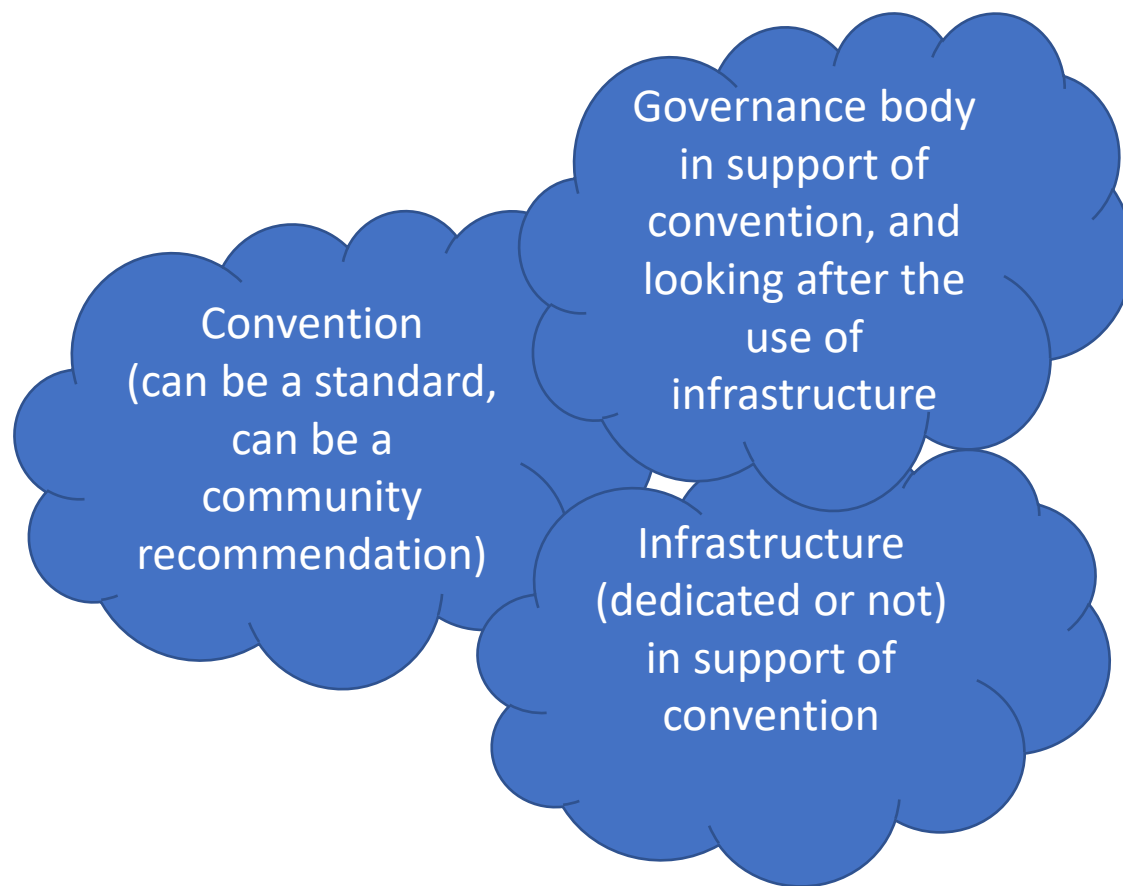 Convention
(can be a standard,
can be a
community
recommendation)
Governance body
in support of
convention, and
looking after the
use of
infrastructure
Infrastructure
(dedicated or not)
in support of
convention